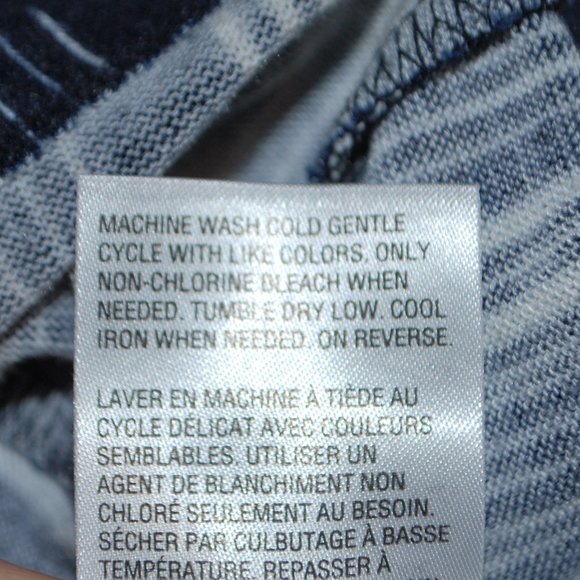 MACHINE WASH COLD GENTLE
CYCLE WITH LIKE COLORS. ONLY
NON-CHLORINE BLEACH WHEN
NEEDED. TUMBLE DRY LOW. COOL
IRON WHEN NEEDED. ON REVERSE.
LAVER EN MACHINE À TIÈDE AU
CYCLE DELICAT AVEC COULEURS
SEMBLABLES. UTILISER UN
AGENT DE BLANCHIMENT NON
CHLORÉ SEULEMENT AU BESOIN.
SÉCHER PAR CULBUTAGE À BASSE
TEMPÉRATURE. REPASSER À